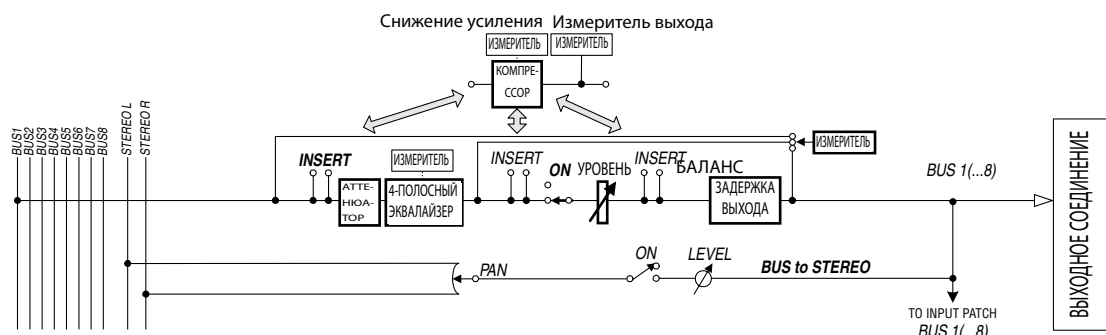 Снижение усиления Измеритель выхода
ИЗМЕРИТЕЛЬ ИЗМЕРИТЕЛЬ
КОМПРЕ-
ССОР
BUS1
BUS2
BUS3
BUS4
BUS5
BUS6
BUS7
BUS8
STEREO L
STEREO R
ИЗМЕРИТЕЛЬ
INSERT
ИЗМЕРИТЕЛЬ
INSERT
ON
УРОВЕНЬ
INSERT
БАЛАНС
АТТЕ-
НЮА-
ТОР
4-ПОЛОСНЫЙ
ЭКВАЛАЙЗЕР
ЗАДЕРЖКА
ВЫХОДА
BUS 1(...8)
ВЫХОДНОЕ СОЕДИНЕНИЕ
PAN
ON
LEVEL
BUS to STEREO
TO INPUT PATCH
BUS 1(...8)